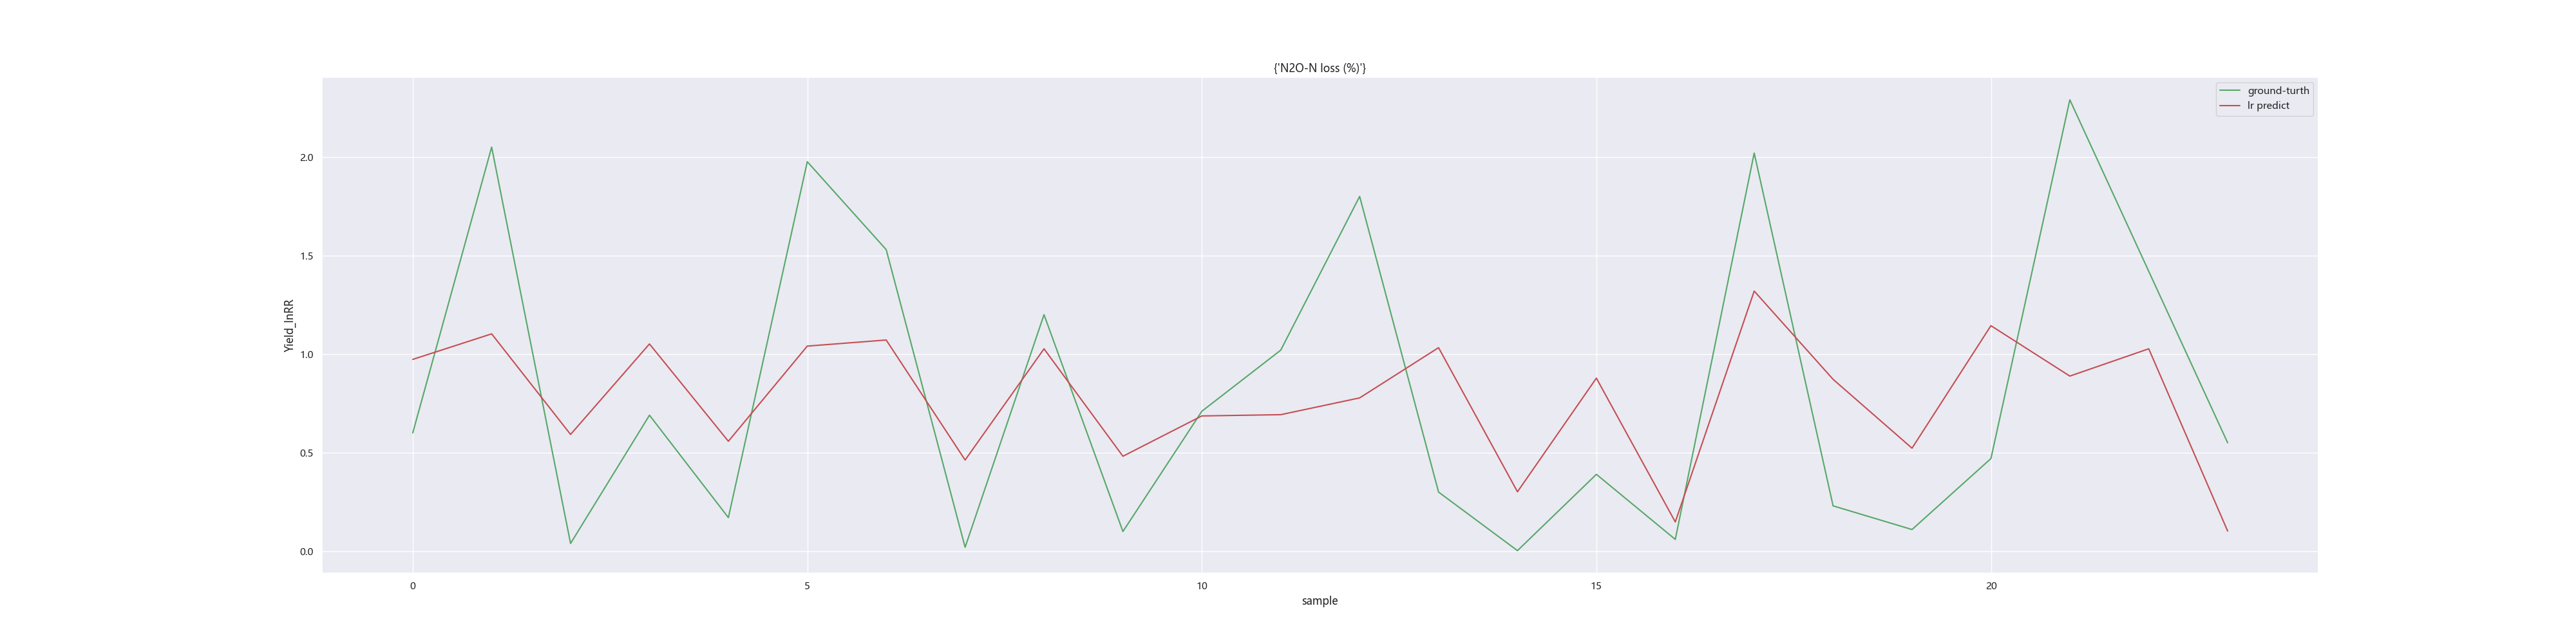 {'N2O-N loss (%)'}
ground-turth
lr predict
Yield_lnRR
2.0
1.5
1.0
0.5
0.0
0 5 10 15 20
sample